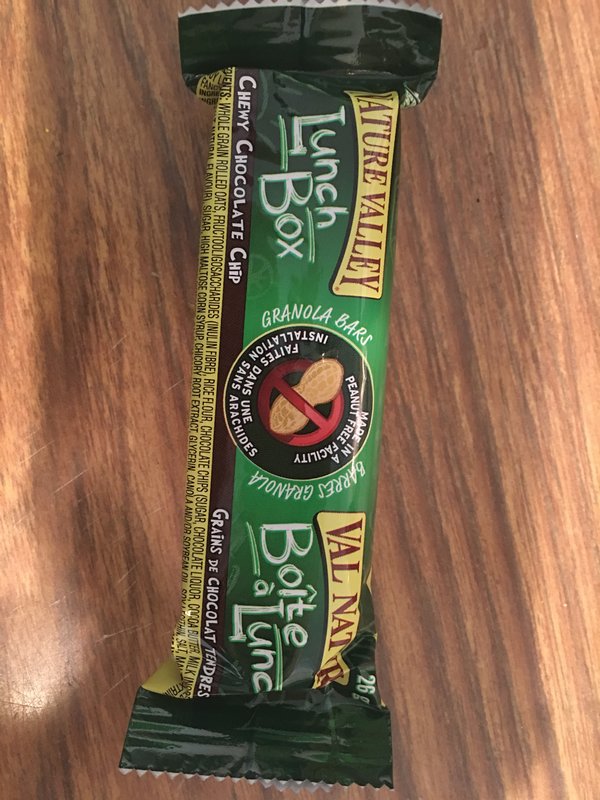 NATURE VALLEY
Lunch
Box
CHEWY CHOCOLATE CHIP
GRANOLA BARS
MADE IN A
PEANUT FREE FACILITY
FAITES DANS UNE
INSTALLATION
SANS ARACHIDES
BARRES GRANOLA
VAL NATURE
Boîte
à Lunch
GRAINS DE CHOCOLAT TENDRES
26 g
WHOLE GRAIN ROLLED OATS, FRUCTOOLIGOSACCHARIDES (INULIN FIBRE), RICE FLOUR, CHOCOLATE CHIPS (SUGAR, CHOCOLATE LIQUOR, COCOA BUTTER, MILK
NATURAL FLAVOUR), SUGAR, HIGH MALTOSE CORN SYRUP, CHICORY ROOT EXTRACT, GLYCERIN, CANOLA AND/OR SOYBEAN OIL, SALT,